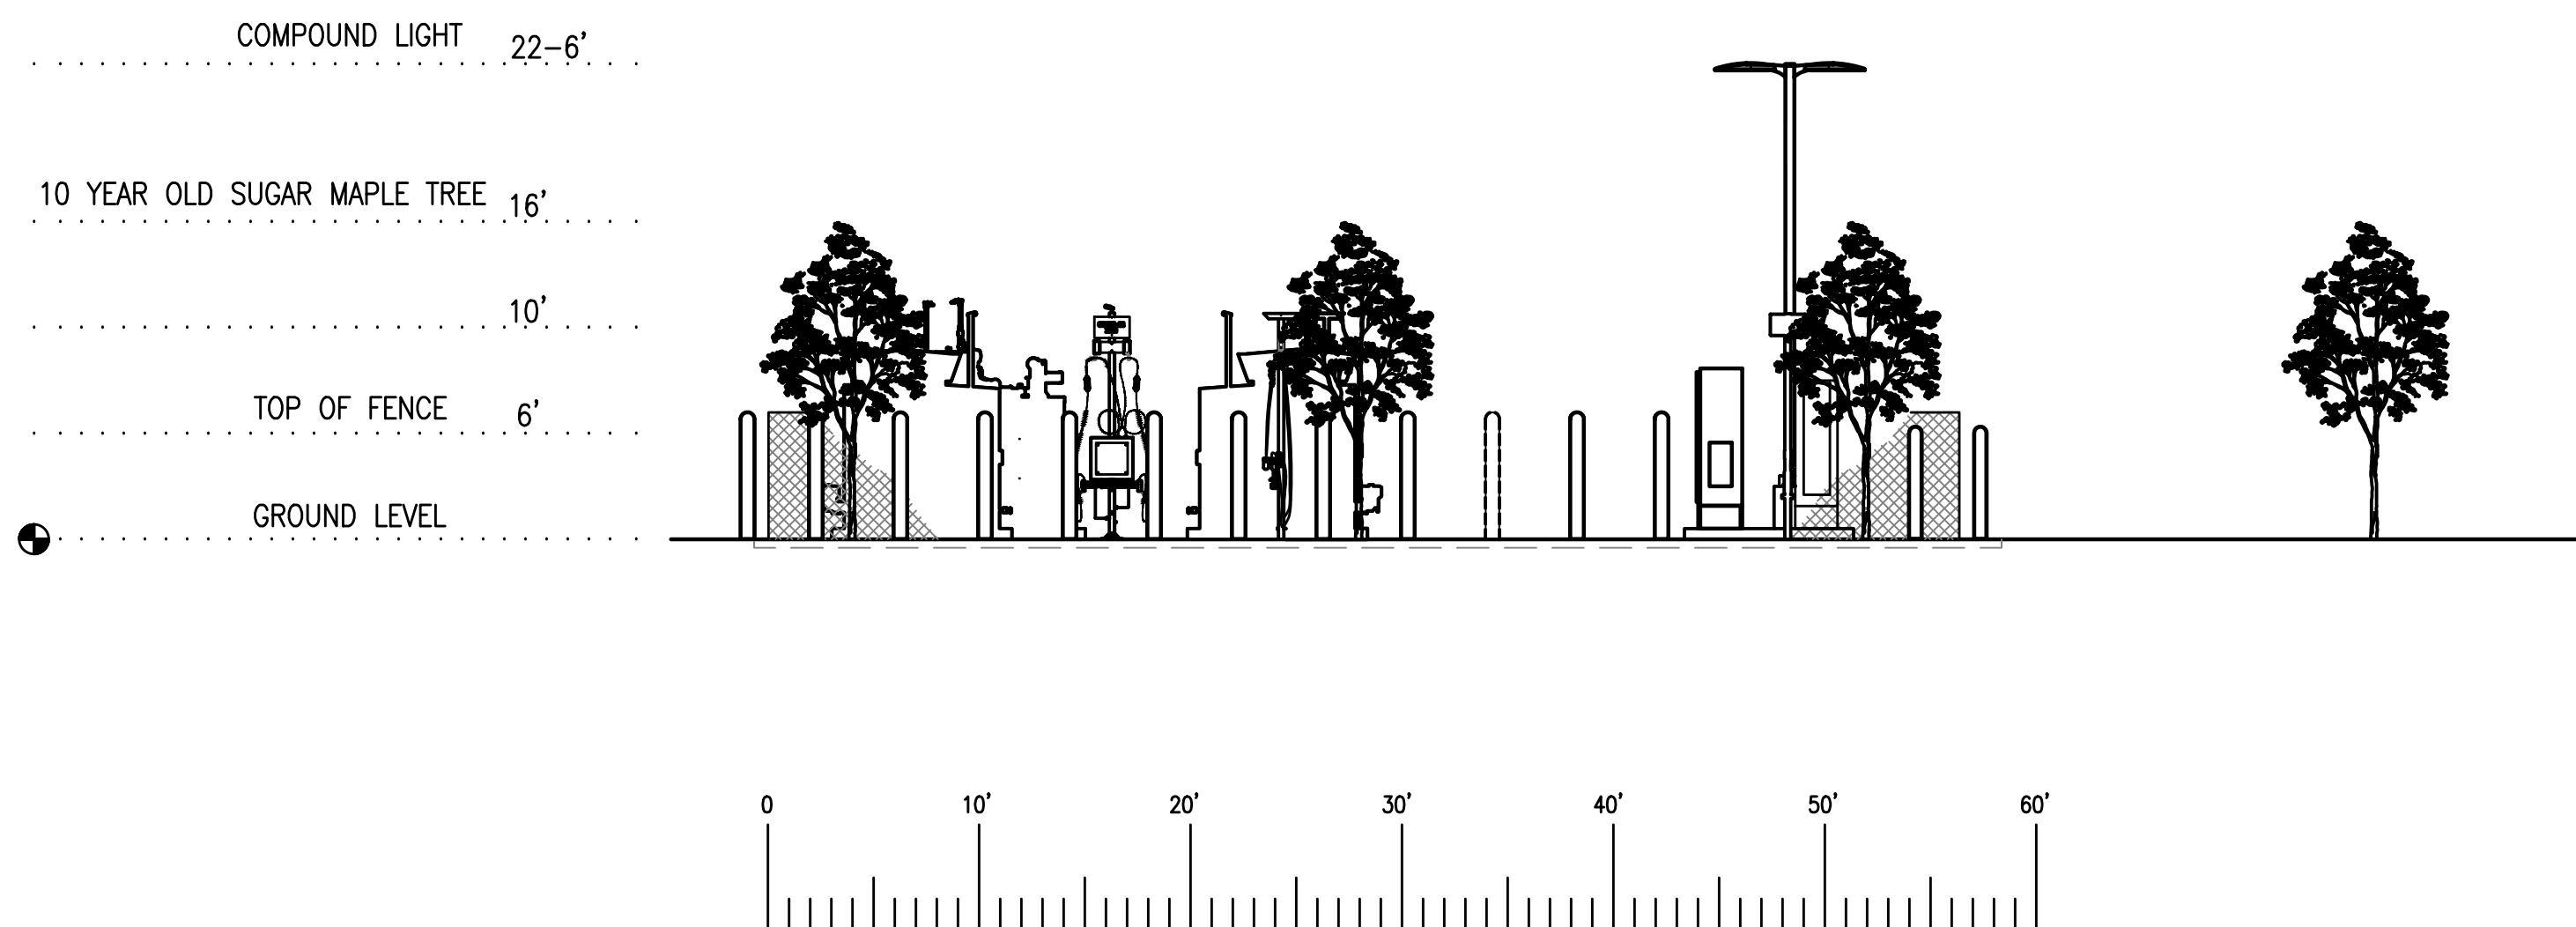 COMPOUND LIGHT 22-6'
10 YEAR OLD SUGAR MAPLE TREE 16'
10'
TOP OF FENCE 6'
GROUND LEVEL
0 10' 20' 30' 40' 50' 60'